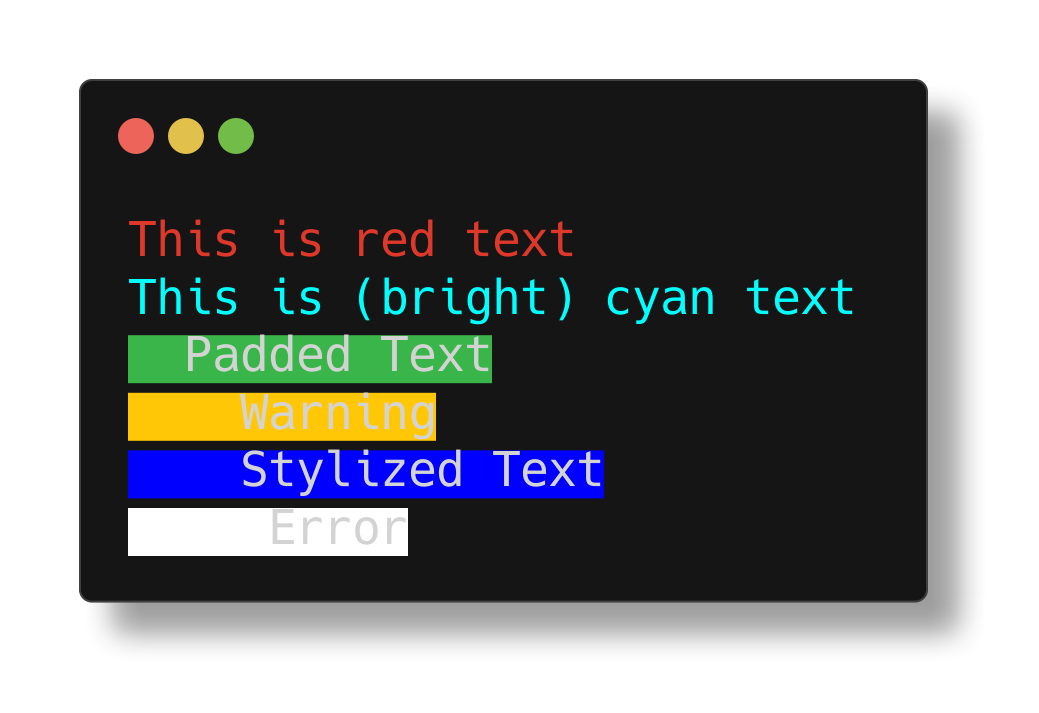 This is red text
This is (bright) cyan text
Padded Text
Warning
Stylized Text
Error